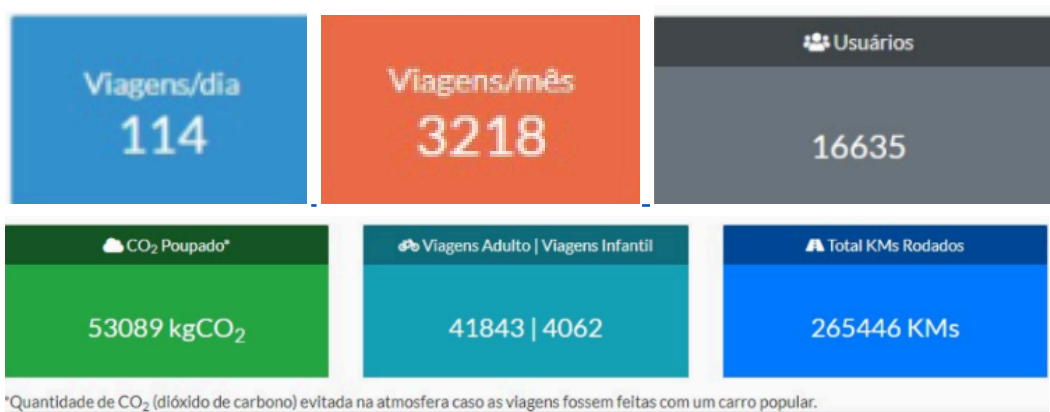 Viagens/dia
114
Viagens/mês
3218
Usuários
16635
CO₂ Poupado*
53089 kgCO₂
Viagens Adulto | Viagens Infantil
41843 | 4062
Total KMs Rodados
265446 KMs
*Quantidade de CO₂ (dióxido de carbono) evitada na atmosfera caso as viagens fossem feitas com um carro popular.